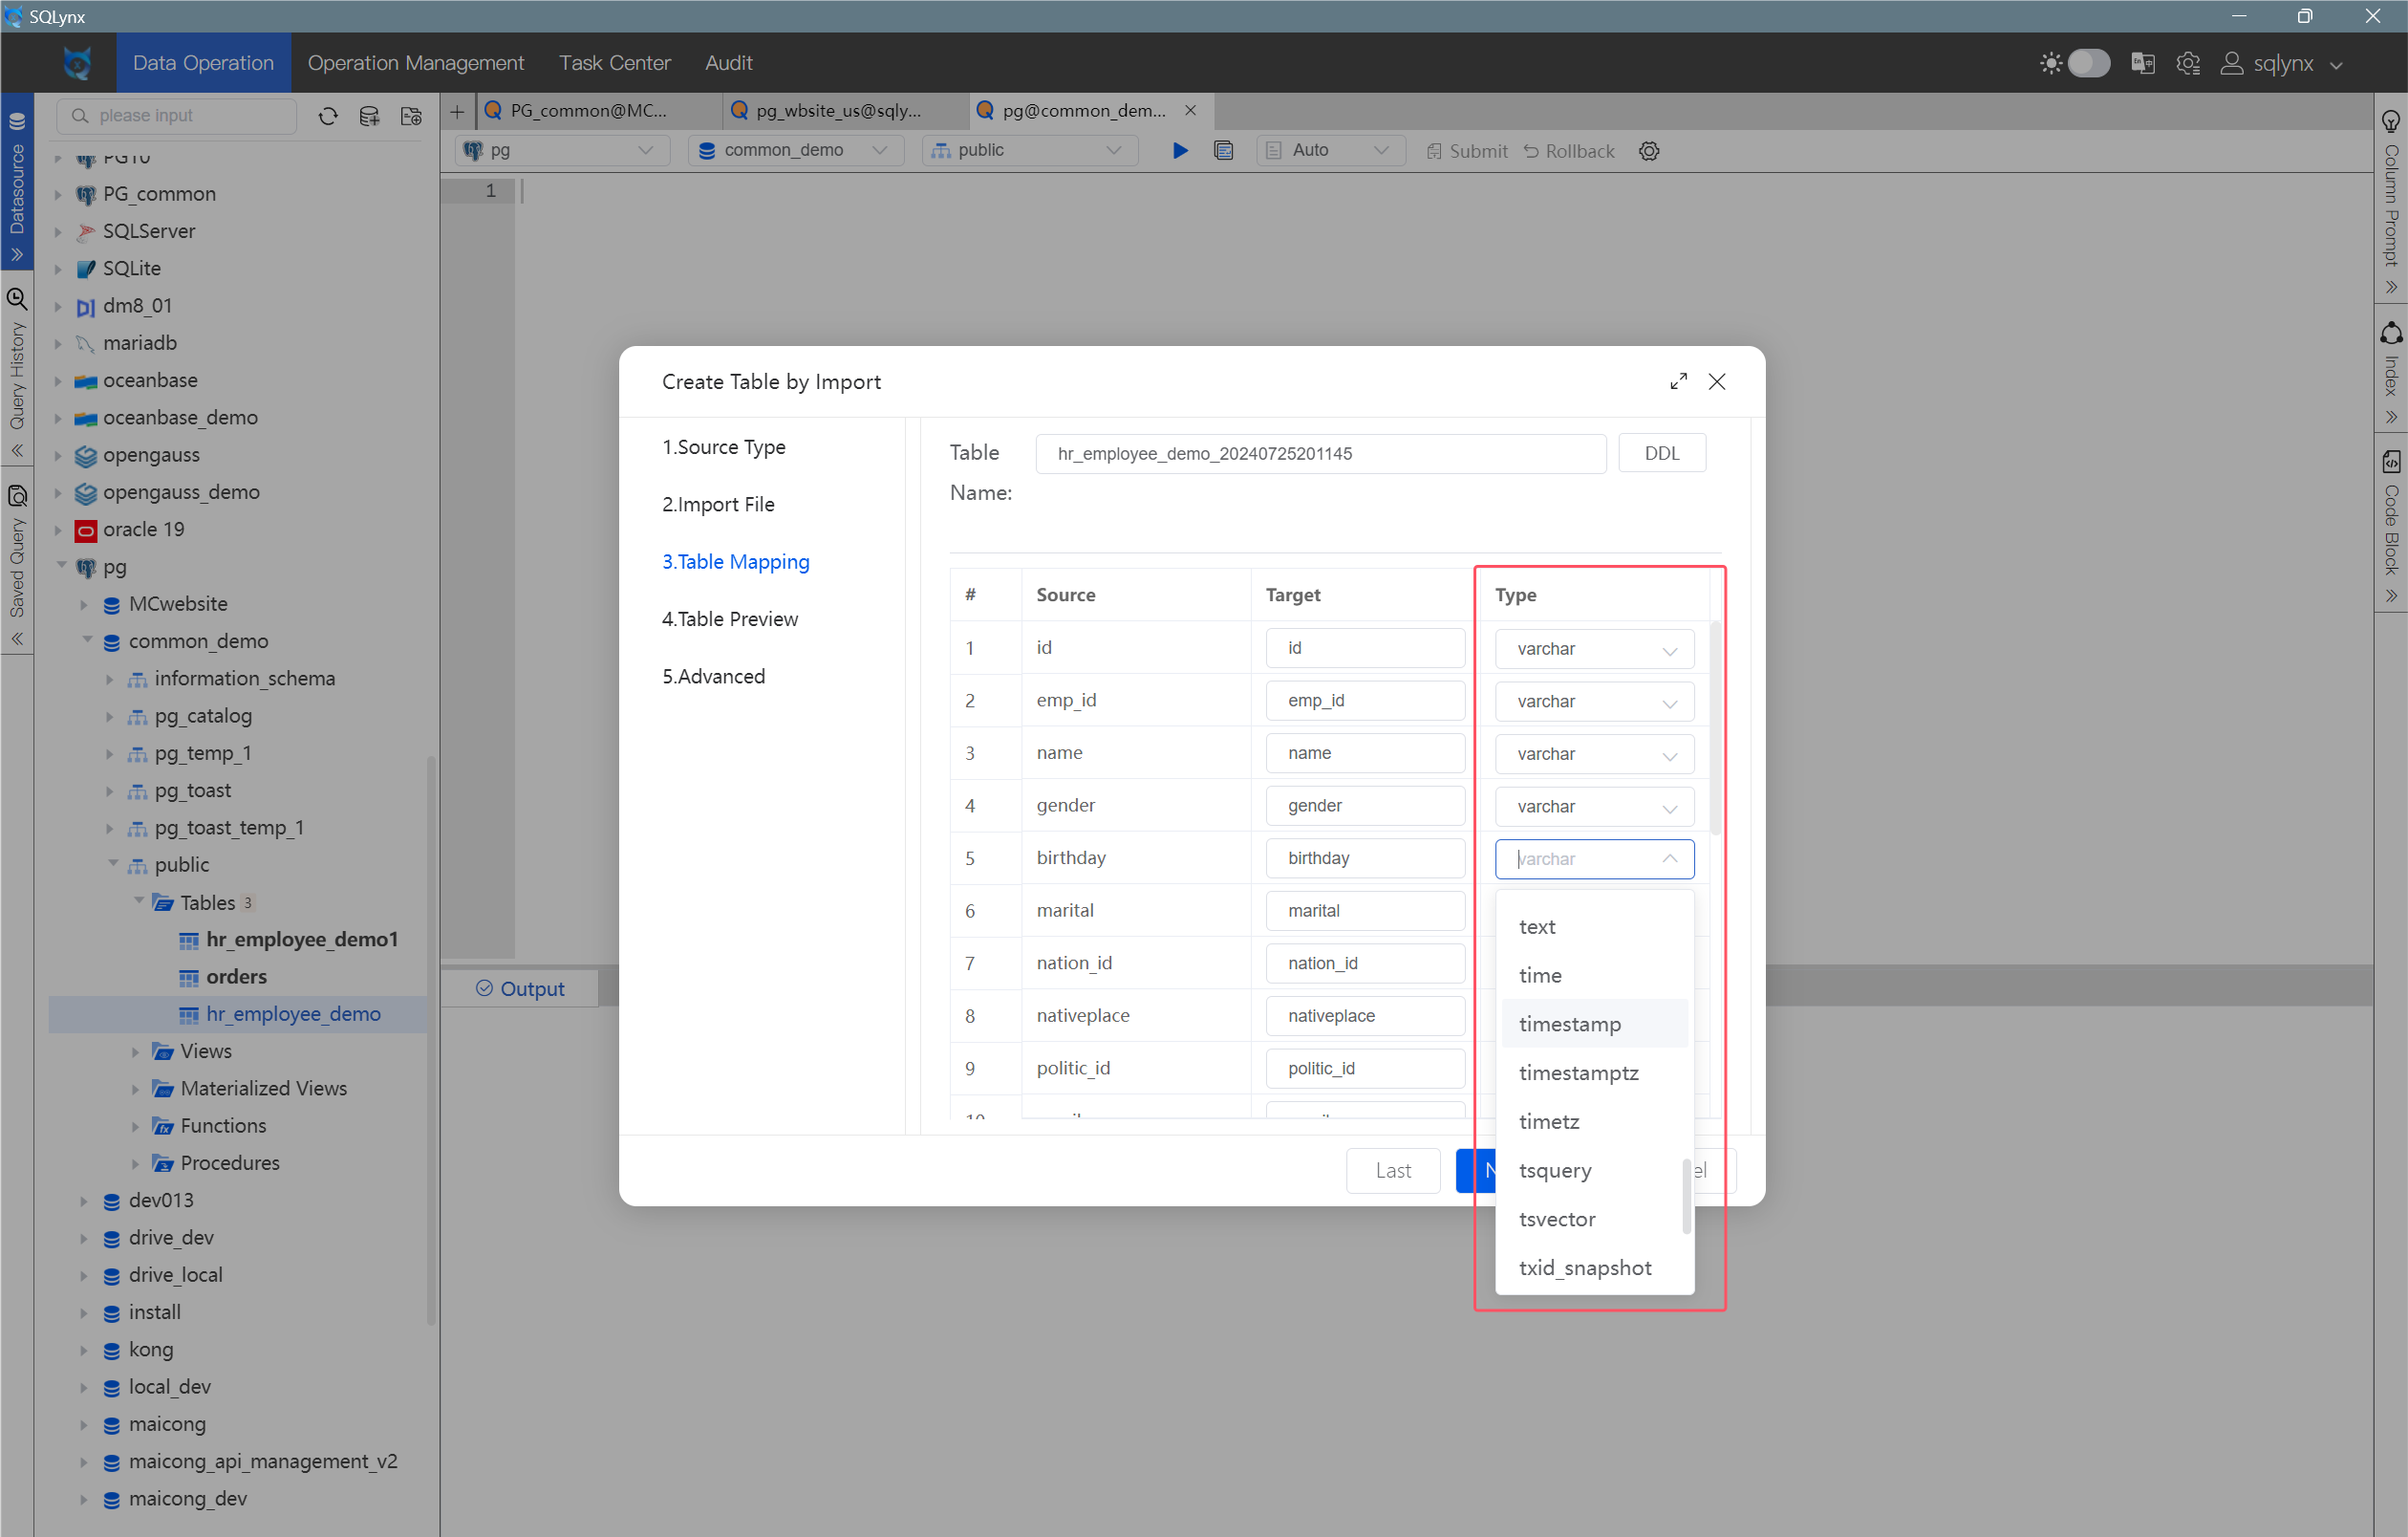 SQLynx
Data Operation
Operation Management
Task Center
Audit
sqlynx
please input
PG_common@MC...
pg_wbsite_us@sqly...
pg@common_dem...
pg
common_demo
public
Auto
Submit
Rollback
1
Datasource
Query History
Saved Query
PG10
PG_common
SQLServer
SQLite
dm8_01
mariadb
oceanbase
oceanbase_demo
opengauss
opengauss_demo
oracle 19
pg
MCwebsite
common_demo
information_schema
pg_catalog
pg_temp_1
pg_toast
pg_toast_temp_1
public
Tables 3
hr_employee_demo1
orders
hr_employee_demo
Views
Materialized Views
Functions
Procedures
dev013
drive_dev
drive_local
install
kong
local_dev
maicong
maicong_api_management_v2
maicong_dev
Output
Create Table by Import
1.Source Type
2.Import File
3.Table Mapping
4.Table Preview
5.Advanced
Table Name:
hr_employee_demo_20240725201145
DDL
# Source Target Type
1 id id varchar
2 emp_id emp_id varchar
3 name name varchar
4 gender gender varchar
5 birthday birthday varchar
6 marital marital
7 nation_id nation_id
8 nativeplace nativeplace
9 politic_id politic_id
10
text
time
timestamp
timestamptz
timetz
tsquery
tsvector
txid_snapshot
Last
Column Prompt
Index
Code Block